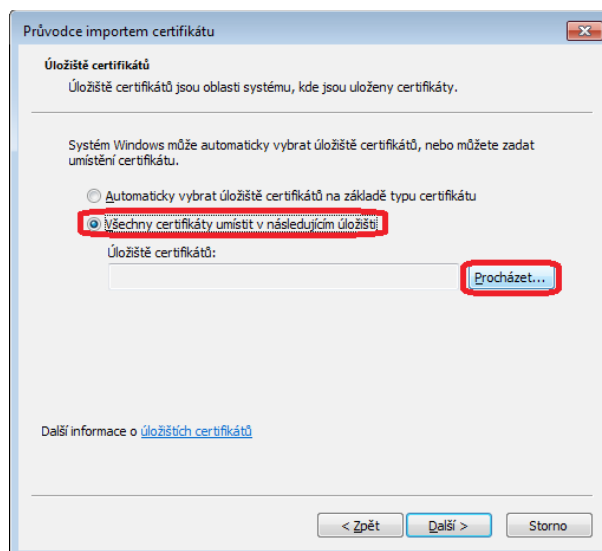 Průvodce importem certifikátu
Úložiště certifikátů
Úložiště certifikátů jsou oblasti systému, kde jsou uloženy certifikáty.
Systém Windows může automaticky vybrat úložiště certifikátů, nebo můžete zadat
umístění certifikátu.
Automaticky vybrat úložiště certifikátů na základě typu certifikátu
Všechny certifikáty umístit v následujícím úložišti
Úložiště certifikátů:
Procházet...
Další informace o úložištích certifikátů
< Zpět
Další >
Storno